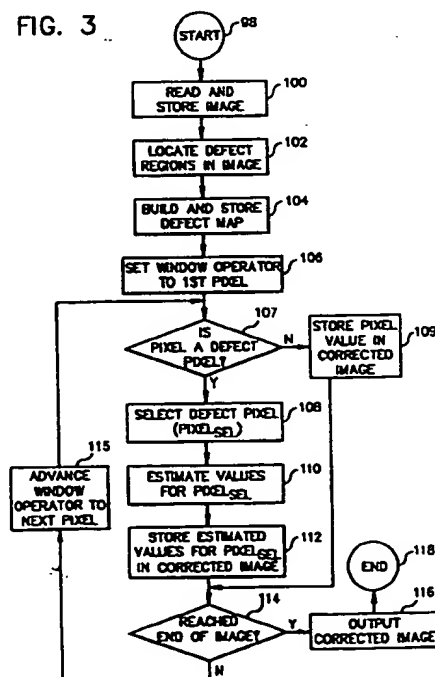 FIG. 3
START
98
READ AND
STORE IMAGE
100
LOCATE DEFECT
REGIONS IN IMAGE
102
BUILD AND STORE
DEFECT MAP
104
SET WINDOW OPERATOR
TO 1ST PIXEL
106
IS
PIXEL A DEFECT
PIXEL?
107
N
Y
STORE PIXEL
VALUE IN
CORRECTED
IMAGE
109
SELECT DEFECT PIXEL
(PIXELSEL)
108
ESTIMATE VALUES
FOR PIXELSEL
110
STORE ESTIMATED
VALUES FOR PIXELSEL
IN CORRECTED IMAGE
112
ADVANCE
WINDOW
OPERATOR TO
NEXT PIXEL
115
REACHED
END OF IMAGE?
114
Y
N
OUTPUT
CORRECTED IMAGE
116
END
118